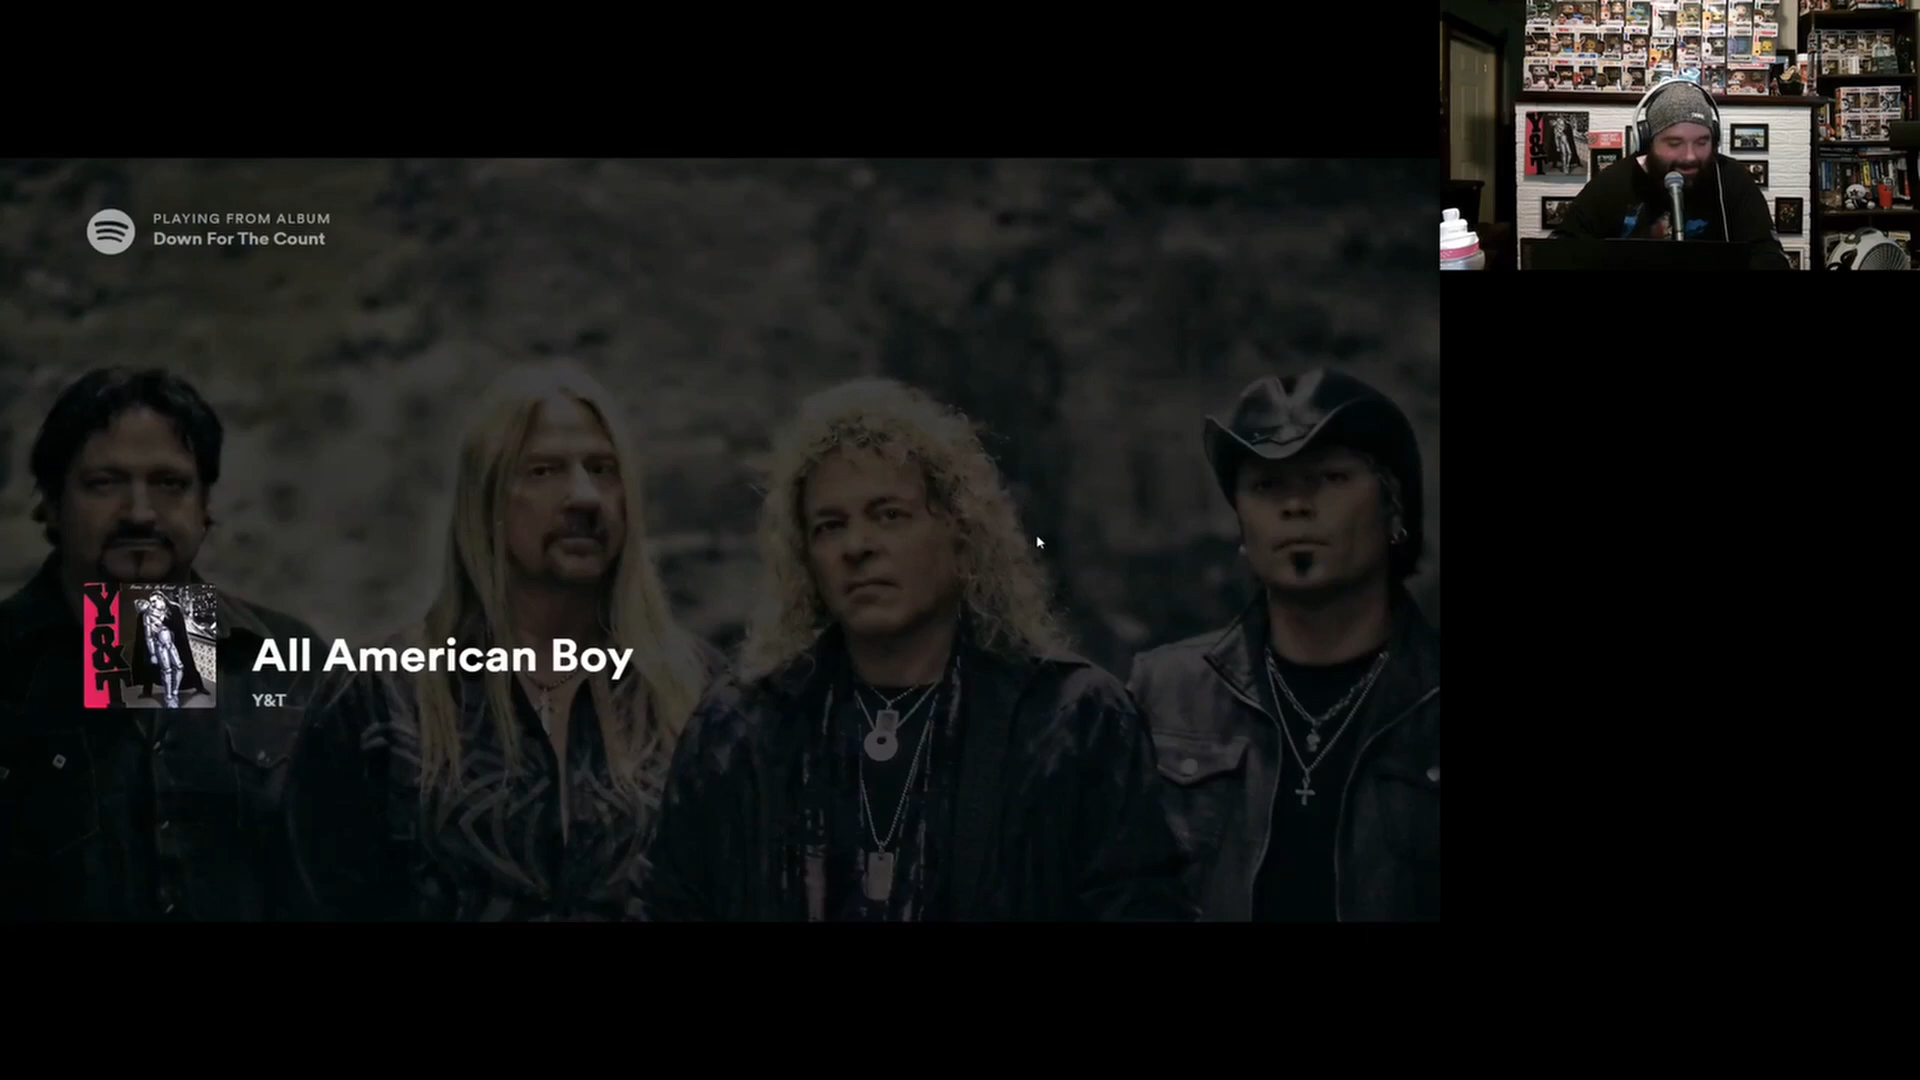 PLAYING FROM ALBUM
Down For The Count
Y&T
All American Boy
Y&T
Y&T